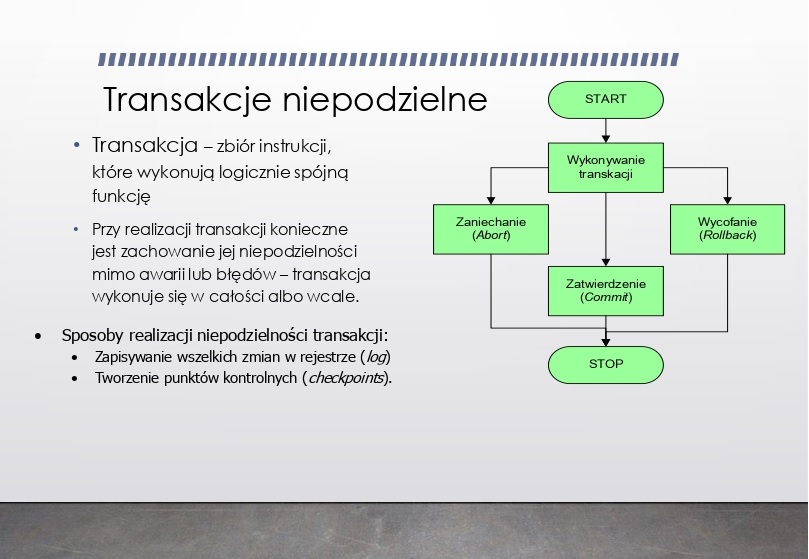 Transakcje niepodzielne
• Transakcja – zbiór instrukcji,
które wykonują logicznie spójną
funkcję
• Przy realizacji transakcji konieczne
jest zachowanie jej niepodzielności
mimo awarii lub błędów – transakcja
wykonuje się w całości albo wcale.
• Sposoby realizacji niepodzielności transakcji:
• Zapisywanie wszelkich zmian w rejestrze (log)
• Tworzenie punktów kontrolnych (checkpoints).
START
Wykonywanie
transkacji
Zaniechanie
(Abort)
Wycofanie
(Rollback)
Zatwierdzenie
(Commit)
STOP